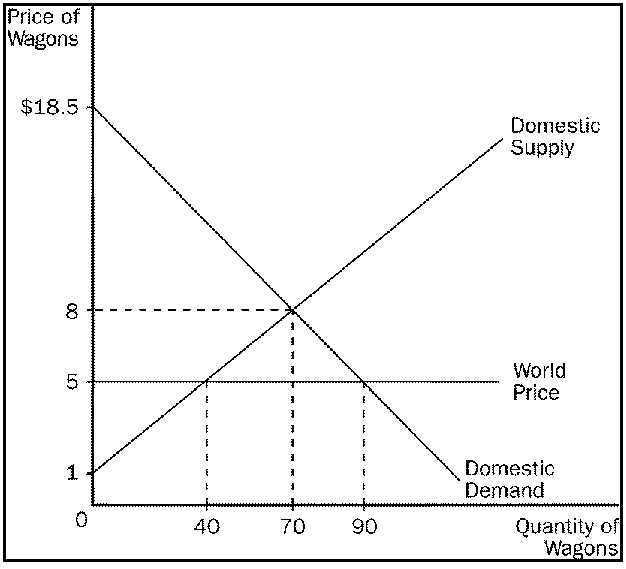 Price of
Wagons
$18.5
Domestic
Supply
8
World
Price
5
1
Domestic
Demand
0
40
70
90
Quantity of
Wagons